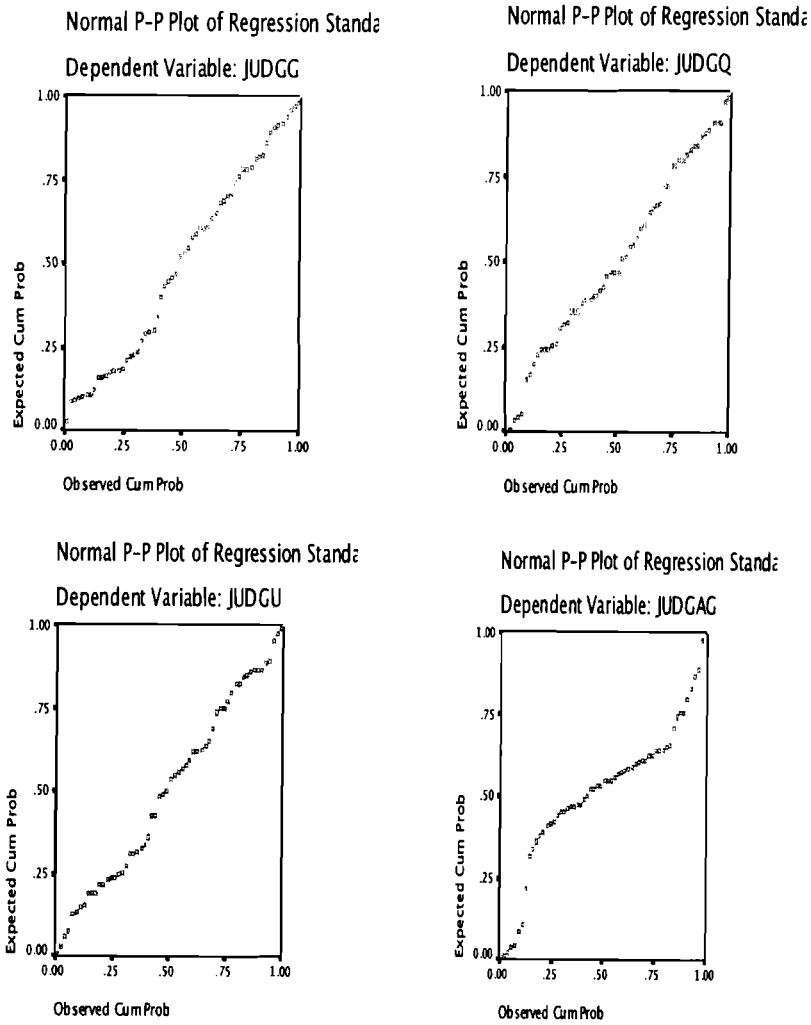 Normal P-P Plot of Regression Standa
Dependent Variable: JUDGG
1.00
.75
.50
.25
0.00
Expected Cum Prob
0.00 .25 .50 .75 1.00
Observed Cum Prob
Normal P-P Plot of Regression Standa
Dependent Variable: JUDGQ
1.00
.75
.50
.25
0.00
Expected Cum Prob
0.00 .25 .50 .75 1.00
Observed Cum Prob
Normal P-P Plot of Regression Standa
Dependent Variable: JUDGU
1.00
.75
.50
.25
0.00
Expected Cum Prob
0.00 .25 .50 .75 1.00
Observed Cum Prob
Normal P-P Plot of Regression Standa
Dependent Variable: JUDGAG
1.00
.75
.50
.25
0.00
Expected Cum Prob
0.00 .25 .50 .75 1.00
Observed Cum Prob